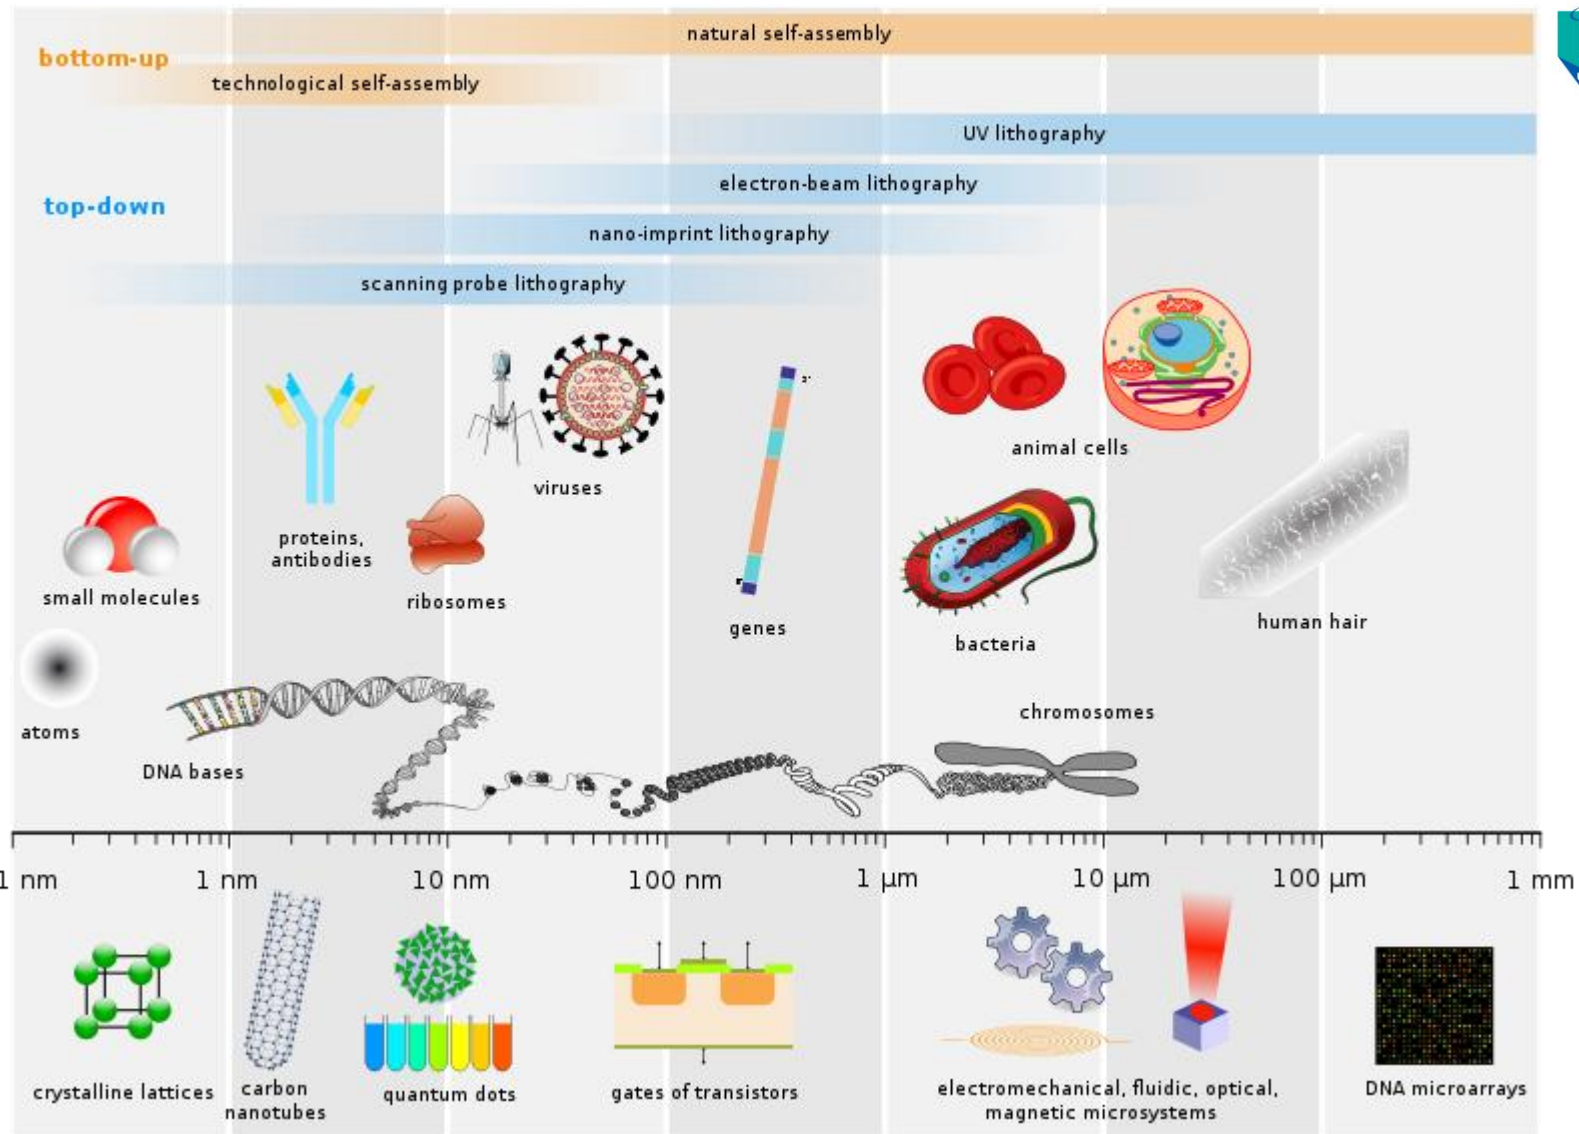 natural self-assembly
bottom-up
technological self-assembly
UV lithography
electron-beam lithography
top-down
nano-imprint lithography
scanning probe lithography
animal cells
viruses
proteins,
antibodies
small molecules
ribosomes
genes
human hair
bacteria
atoms
chromosomes
DNA bases
1 nm 1 nm 10 nm 100 nm 1 μm 10 μm 100 μm 1 mm
crystalline lattices
carbon
nanotubes
quantum dots
gates of transistors
electromechanical, fluidic, optical,
magnetic microsystems
DNA microarrays